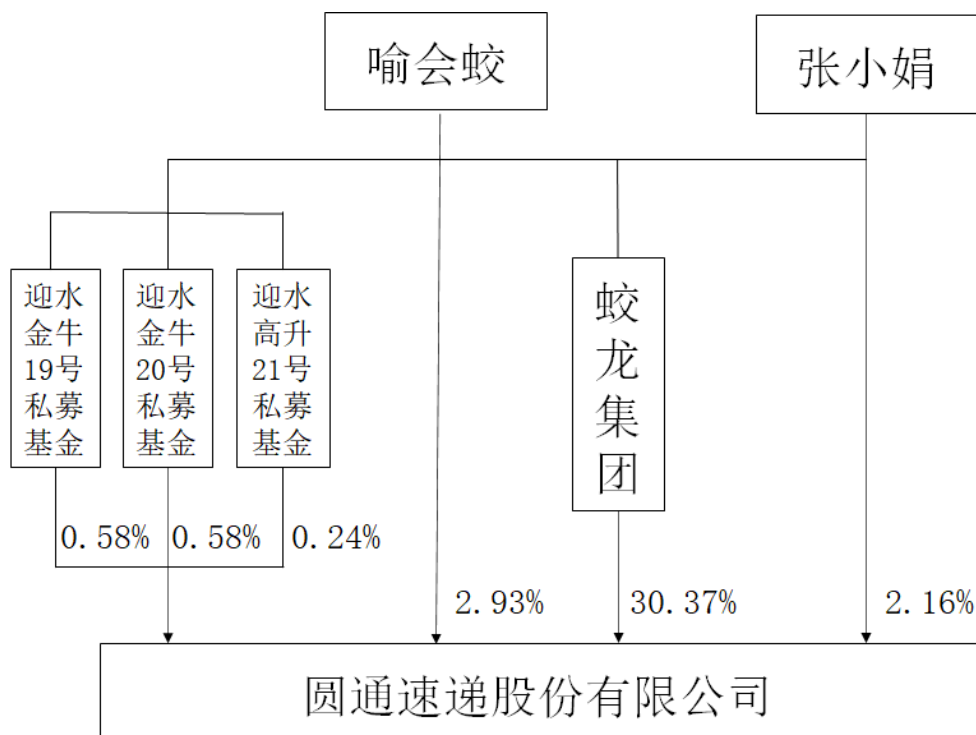 喻会蛟
张小娟
迎水
金牛
19号
私募
基金
迎水
金牛
20号
私募
基金
迎水
高升
21号
私募
基金
蛟龙集团
0.58%
0.58%
0.24%
2.93%
30.37%
2.16%
圆通速递股份有限公司